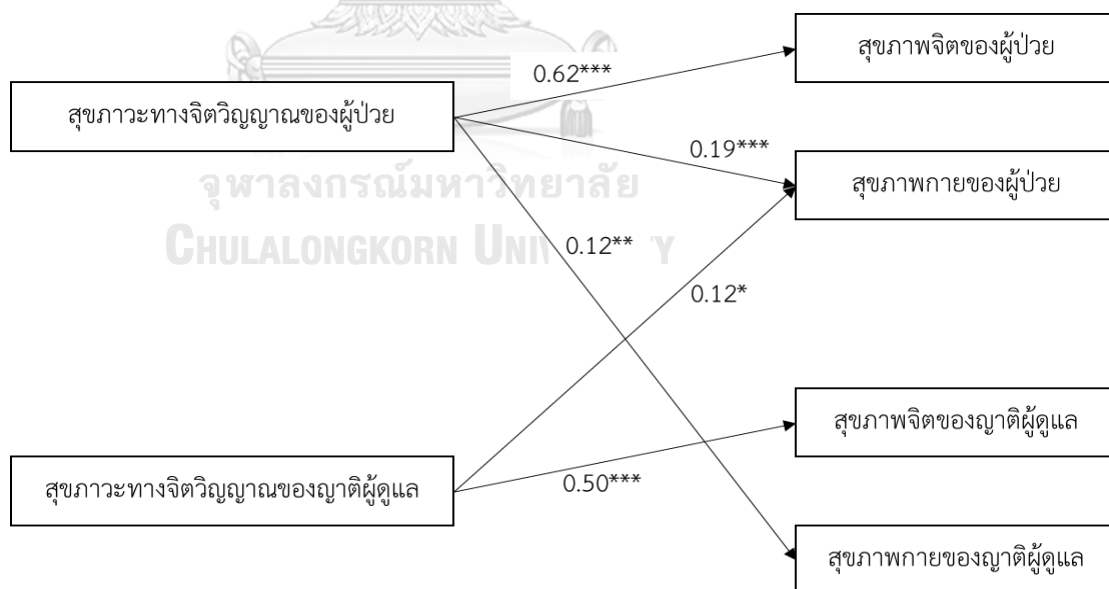 สุขภาพจิตของผู้ป่วย
0.62***
สุขภาวะทางจิตวิญญาณของผู้ป่วย
0.19***
สุขภาพกายของผู้ป่วย
จุฬาลงกรณ์มหาวิทยาลัย
CHULALONGKORN UNI Y
0.12**
0.12*
สุขภาพจิตของญาติผู้ดูแล
สุขภาวะทางจิตวิญญาณของญาติผู้ดูแล
0.50***
สุขภาพกายของญาติผู้ดูแล